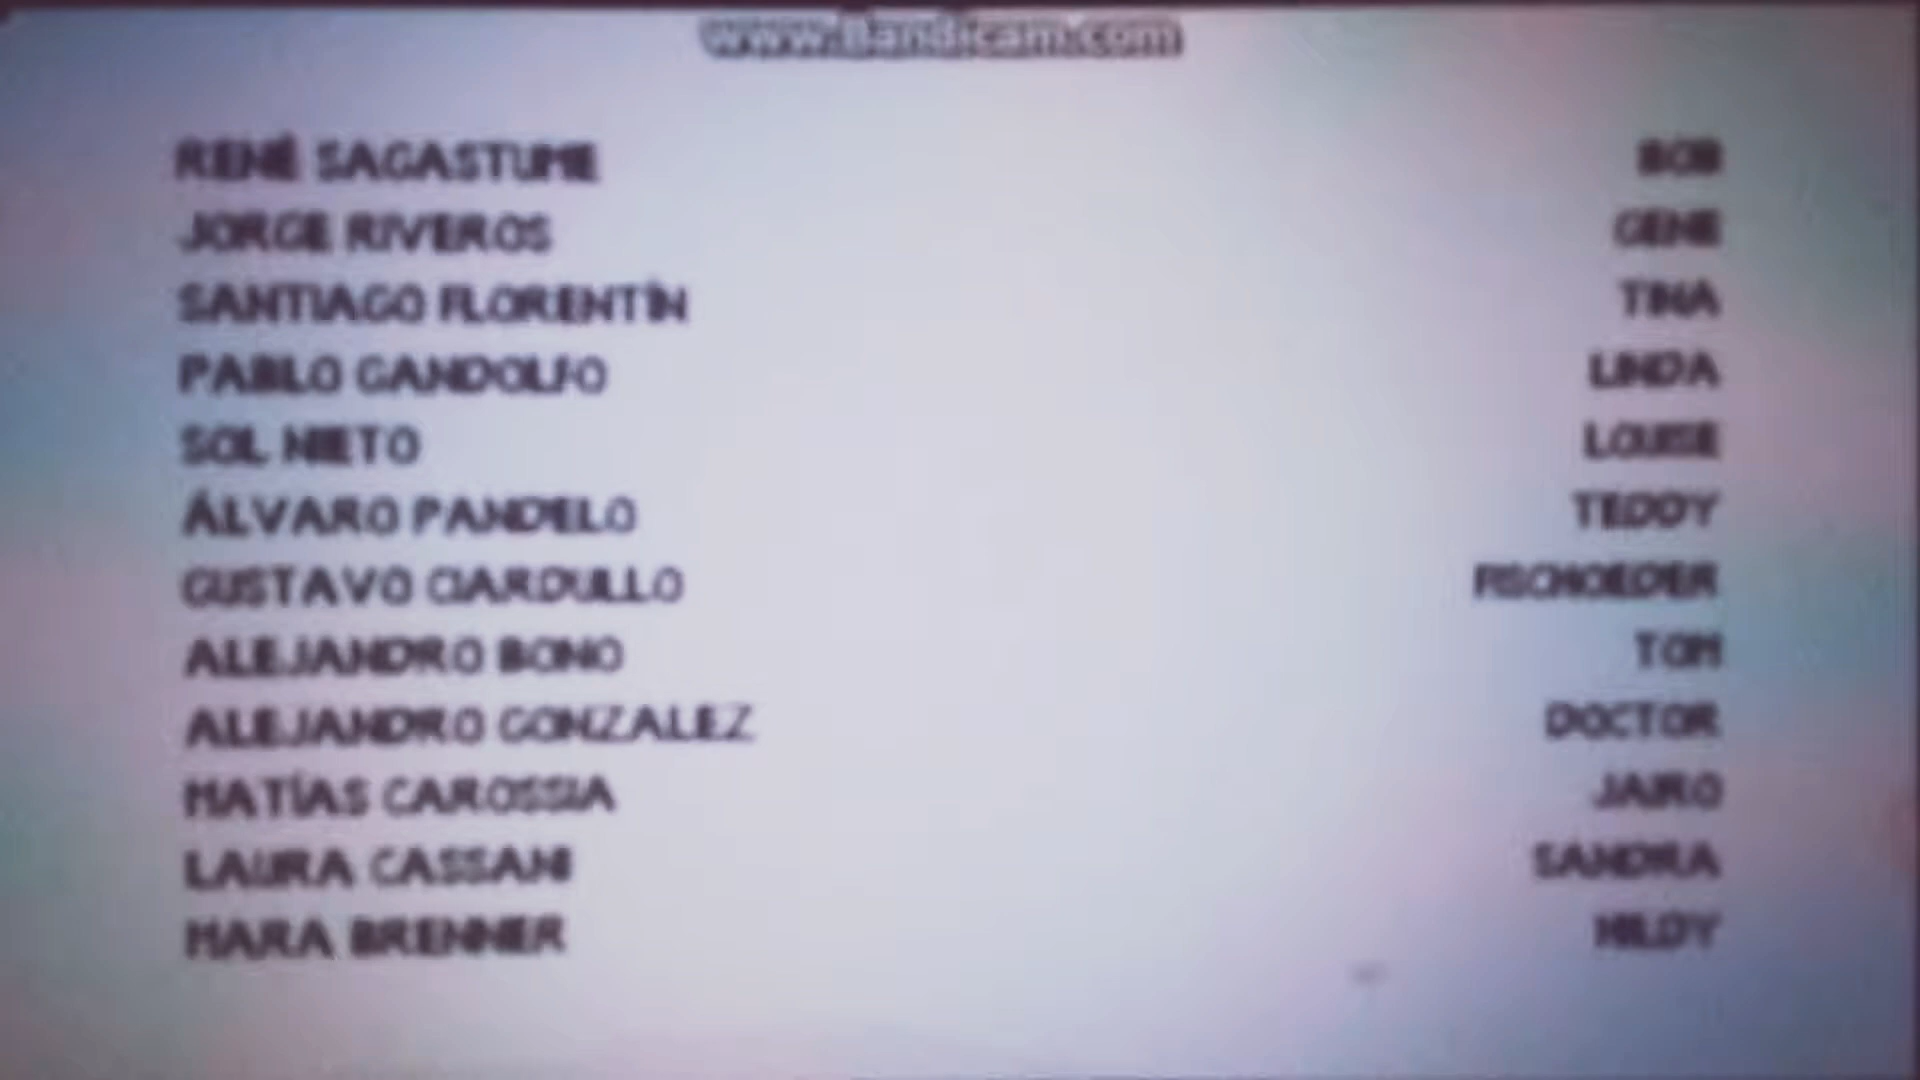 www.Bandicam.com
RENÉ SAGASTUME BOB
JORGE RIVEROS GENE
SANTIAGO FLORENTÍN TINA
PABLO GANDOLFO LINDA
SOL NIETO LOUISE
ÁLVARO PANDELO TEDDY
GUSTAVO CIARDULLO FISCHOEDER
ALEJANDRO BONO TOM
ALEJANDRO GONZALEZ DOCTOR
MATÍAS CAROSSIA JAIRO
LAURA CASSANI SANDRA
MARA BRENNER HILDY